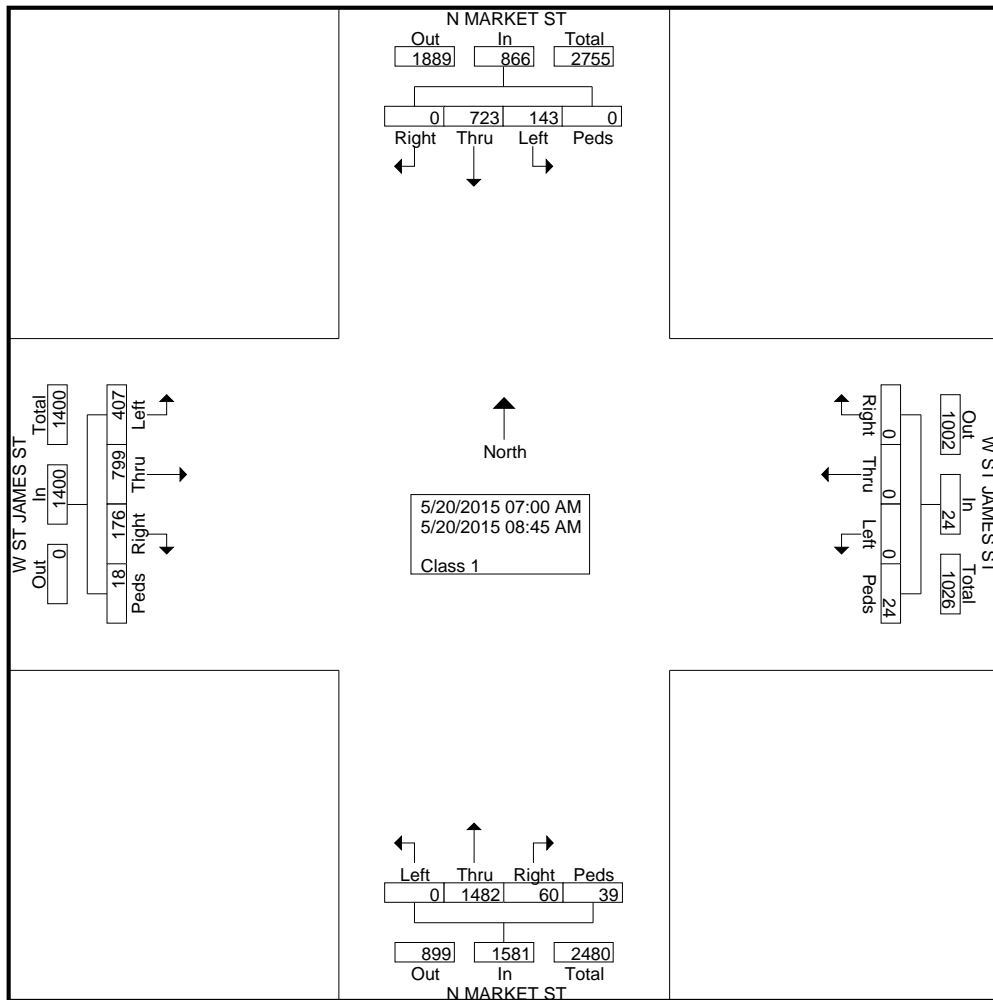 N MARKET ST
Out In Total
1889 866 2755
0 723 143 0
Right Thru Left Peds
W ST JAMES ST
Total 1400 In 1400 Out 0
407 799 176 18
Left Thru Right Peds
North
5/20/2015 07:00 AM
5/20/2015 08:45 AM
Class 1
Right Thru Left Peds
0 0 0 24
Out 1002 In 24 Total 1026
W ST JAMES ST
Left Thru Right Peds
0 1482 60 39
899 1581 2480
Out In Total
N MARKET ST